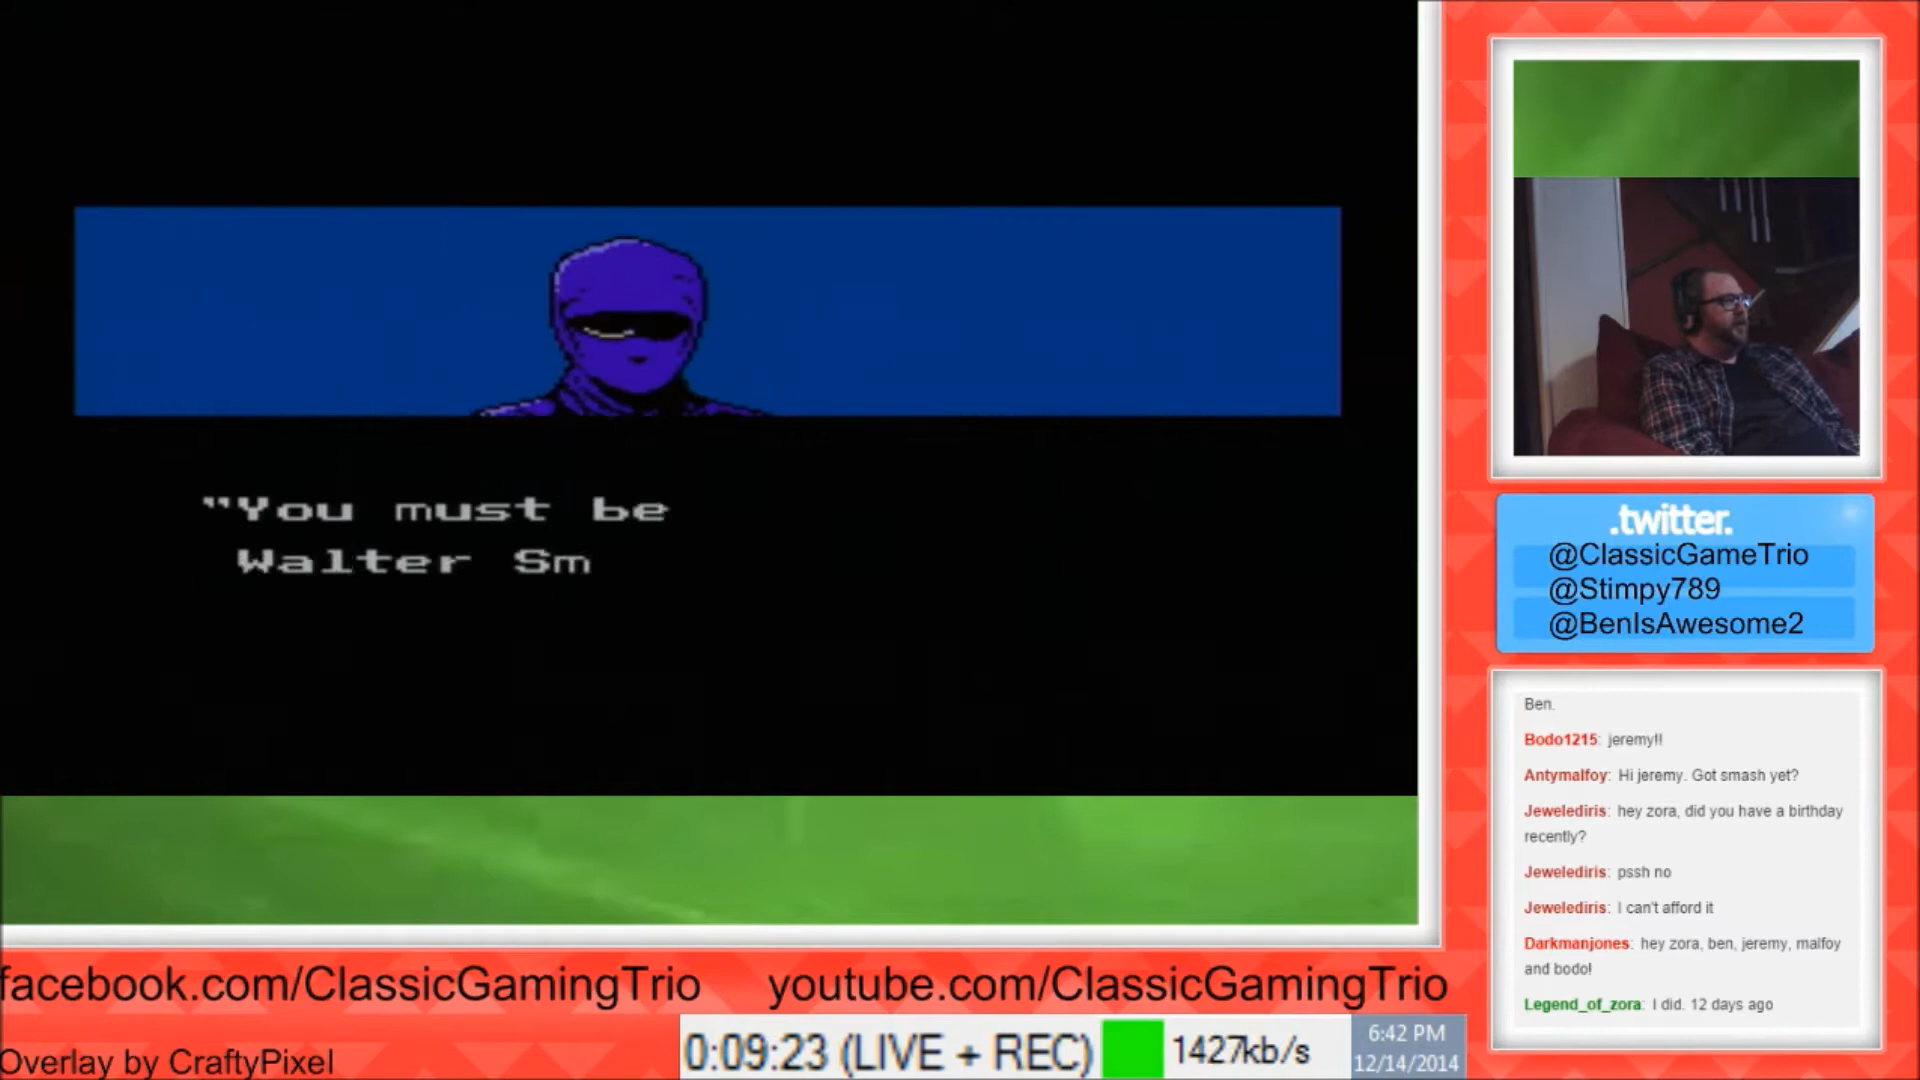 "You must be
Walter Sm
.twitter.
@ClassicGameTrio
@Stimpy789
@BenIsAwesome2
Ben.
Bodo1215: jeremy!!
Antymalfoy: Hi jeremy. Got smash yet?
Jewelediris: hey zora, did you have a birthday
recently?
Jewelediris: pssh no
Jewelediris: I can't afford it
Darkmanjones: hey zora, ben, jeremy, malfoy
and bodo!
Legend_of_zora: I did. 12 days ago
facebook.com/ClassicGamingTrio youtube.com/ClassicGamingTrio
0:09:23 (LIVE + REC) 1427kb/s
6:42 PM
12/14/2014
Overlay by CraftyPixel